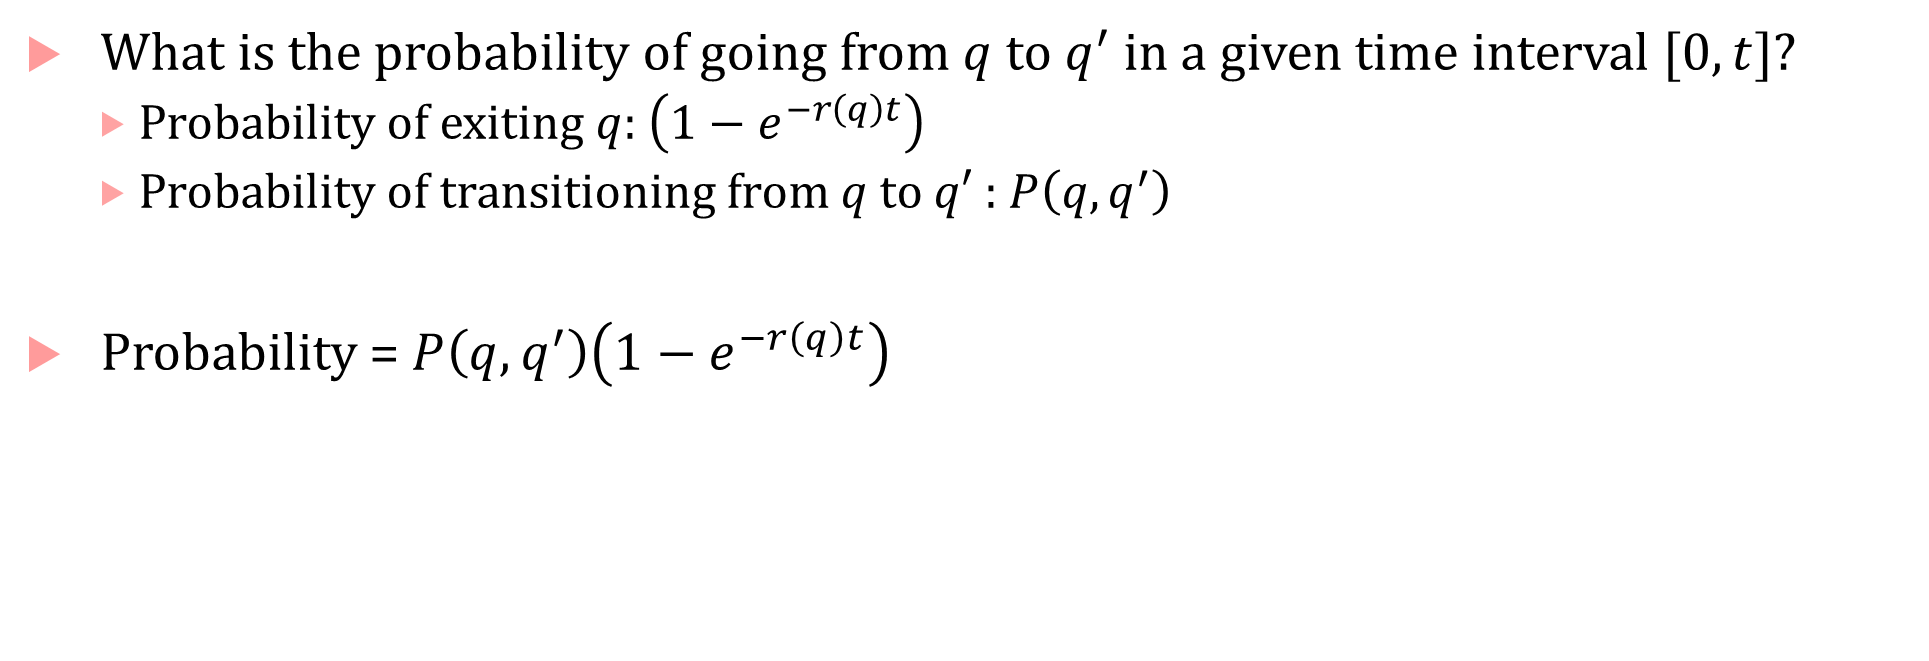 What is the probability of going from 𝑞 to 𝑞′ in a given time interval [0, 𝑡]?
Probability of exiting 𝑞: (1 − 𝑒^{−𝑟(𝑞)𝑡})
Probability of transitioning from 𝑞 to 𝑞′ : 𝑃(𝑞, 𝑞′)
Probability = 𝑃(𝑞, 𝑞′)(1 − 𝑒^{−𝑟(𝑞)𝑡})